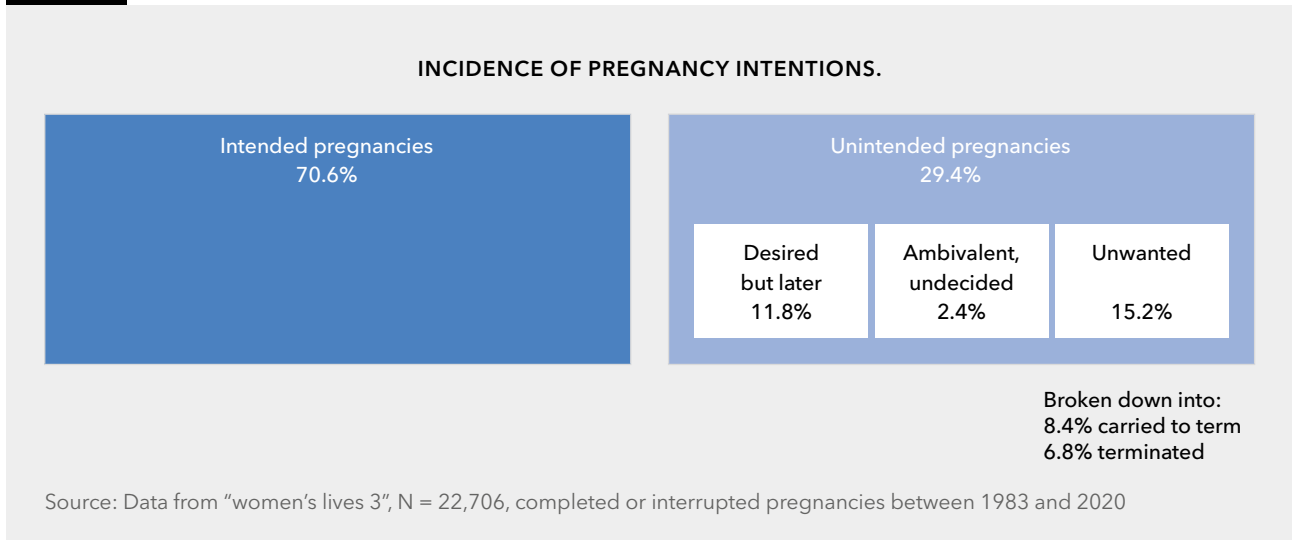 INCIDENCE OF PREGNANCY INTENTIONS.
Intended pregnancies
70.6%
Unintended pregnancies
29.4%
Desired
but later
11.8%
Ambivalent,
undecided
2.4%
Unwanted
15.2%
Broken down into:
8.4% carried to term
6.8% terminated
Source: Data from “women’s lives 3”, N = 22,706, completed or interrupted pregnancies between 1983 and 2020